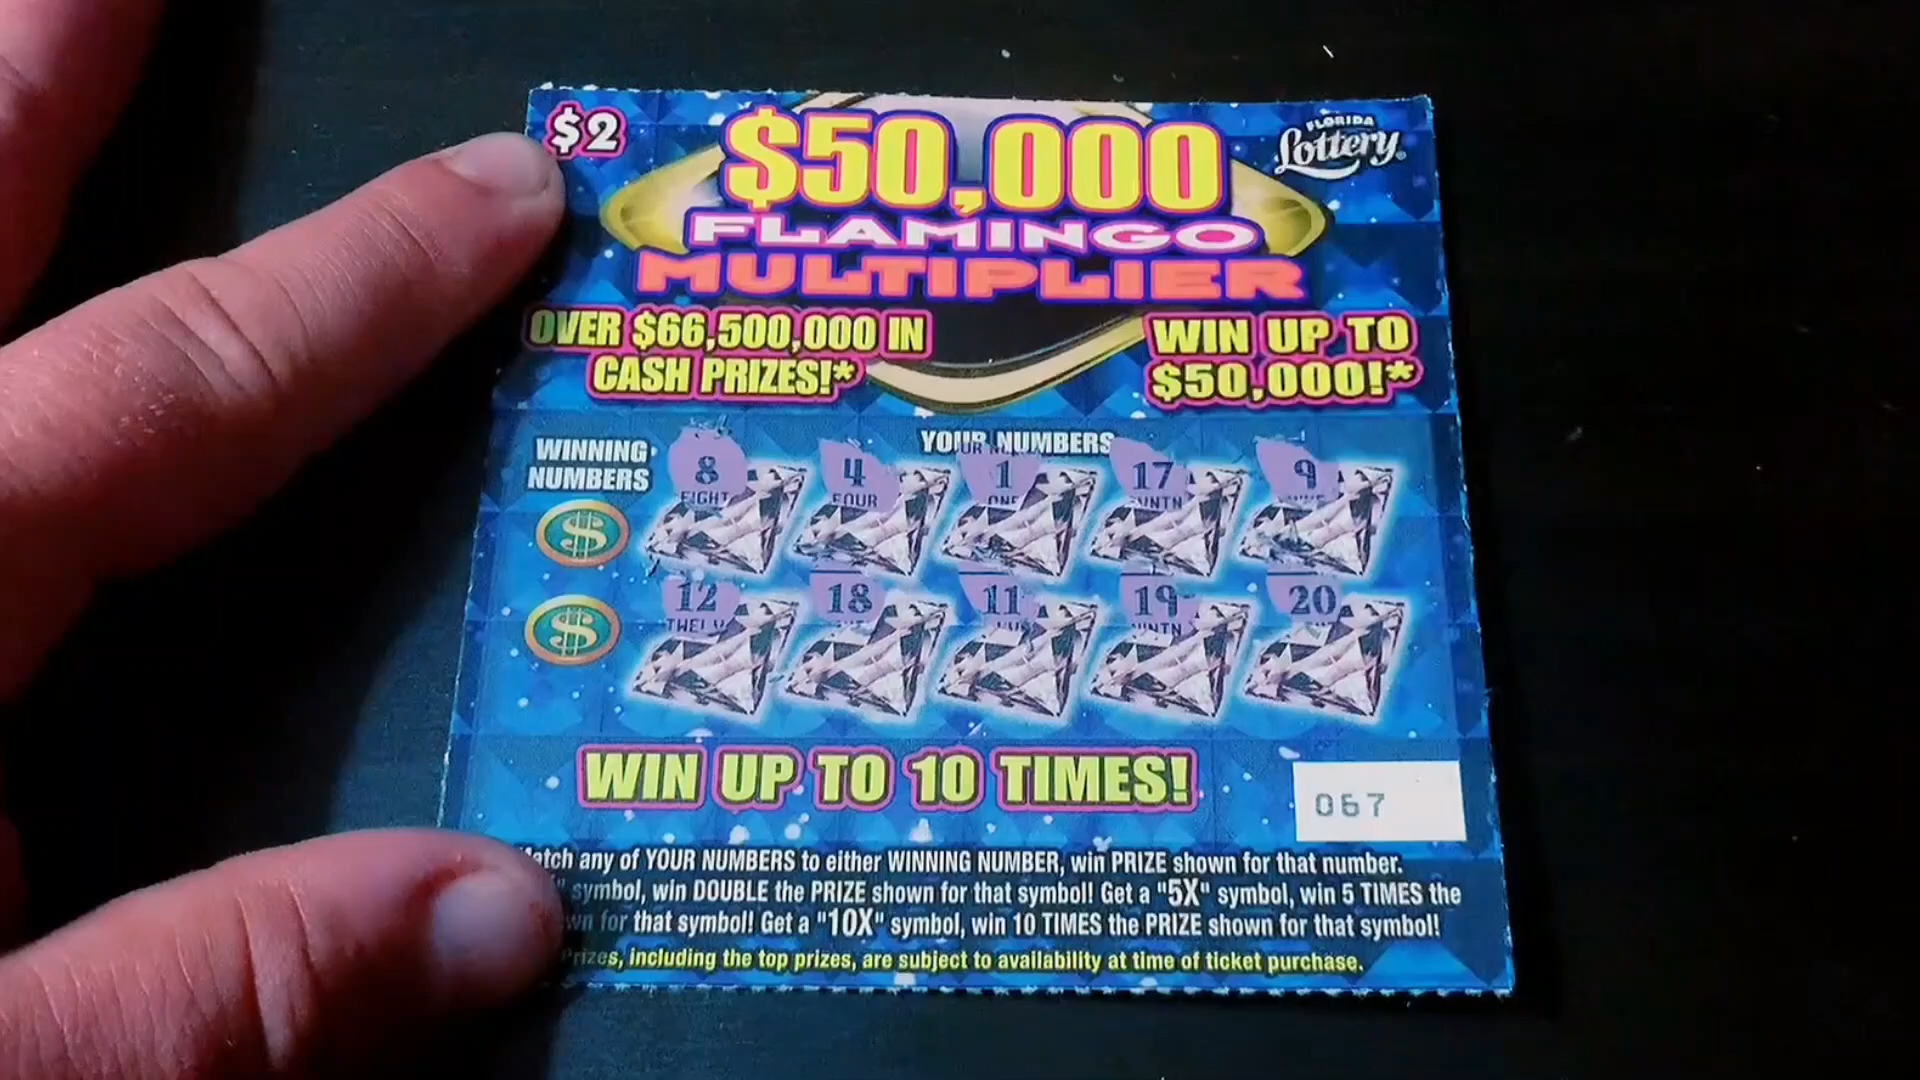 $2
$50,000
FLORIDA
Lottery
FLAMINGO
MULTIPLIER
OVER $66,500,000 IN
CASH PRIZES!*
WIN UP TO
$50,000!*
WINNING
NUMBERS
YOUR NUMBERS
8 4 1 17 9
EIGHT FOUR ONE
12 18 11 19 20
WIN UP TO 10 TIMES!
067
Match any of YOUR NUMBERS to either WINNING NUMBER, win PRIZE shown for that number.
symbol, win DOUBLE the PRIZE shown for that symbol! Get a "5X" symbol, win 5 TIMES the
for that symbol! Get a "10X" symbol, win 10 TIMES the PRIZE shown for that symbol!
Prizes, including the top prizes, are subject to availability at time of ticket purchase.